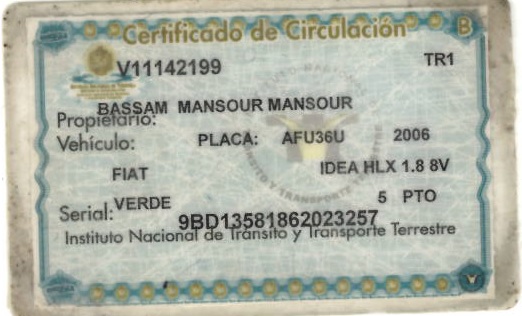 Certificado de Circulación B
V11142199 TR1
BASSAM MANSOUR MANSOUR
Propietario:
Vehículo: PLACA: AFU36U 2006
FIAT IDEA HLX 1.8 8V
VERDE 5 PTO
Serial: 9BD13581862023257
Instituto Nacional de Tránsito y Transporte Terrestre